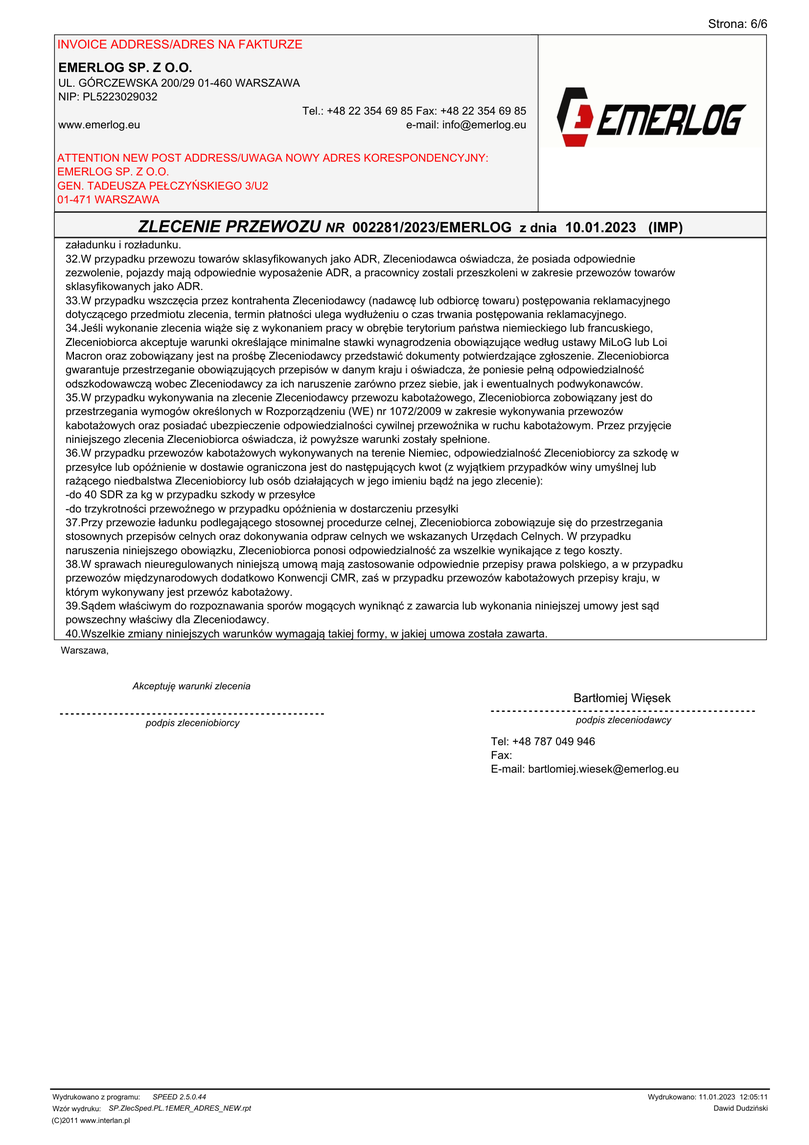 Strona: 6/6
INVOICE ADDRESS/ADRES NA FAKTURZE
EMERLOG SP. Z O.O.
UL. GÓRCZEWSKA 200/29 01-460 WARSZAWA
NIP: PL5223029032
Tel.: +48 22 354 69 85 Fax: +48 22 354 69 85
www.emerlog.eu e-mail: info@emerlog.eu
ATTENTION NEW POST ADDRESS/UWAGA NOWY ADRES KORESPONDENCYJNY:
EMERLOG SP. Z O.O.
GEN. TADEUSZA PEŁCZYŃSKIEGO 3/U2
01-471 WARSZAWA
EMERLOG
ZLECENIE PRZEWOZU NR 002281/2023/EMERLOG z dnia 10.01.2023 (IMP)
załadunku i rozładunku.
32.W przypadku przewozu towarów sklasyfikowanych jako ADR, Zleceniodawca oświadcza, że posiada odpowiednie
zezwolenie, pojazdy mają odpowiednie wyposażenie ADR, a pracownicy zostali przeszkoleni w zakresie przewozów towarów
sklasyfikowanych jako ADR.
33.W przypadku wszczęcia przez kontrahenta Zleceniodawcy (nadawcę lub odbiorcę towaru) postępowania reklamacyjnego
dotyczącego przedmiotu zlecenia, termin płatności ulega wydłużeniu o czas trwania postępowania reklamacyjnego.
34.Jeśli wykonanie zlecenia wiąże się z wykonaniem pracy w obrębie terytorium państwa niemieckiego lub francuskiego,
Zleceniobiorca akceptuje warunki określające minimalne stawki wynagrodzenia obowiązujące według ustawy MiLoG lub Loi
Macron oraz zobowiązany jest na prośbę Zleceniodawcy przedstawić dokumenty potwierdzające zgłoszenie. Zleceniobiorca
gwarantuje przestrzeganie obowiązujących przepisów w danym kraju i oświadcza, że poniesie pełną odpowiedzialność
odszkodowawczą wobec Zleceniodawcy za ich naruszenie zarówno przez siebie, jak i ewentualnych podwykonawców.
35.W przypadku wykonywania na zlecenie Zleceniodawcy przewozu kabotażowego, Zleceniobiorca zobowiązany jest do
przestrzegania wymogów określonych w Rozporządzeniu (WE) nr 1072/2009 w zakresie wykonywania przewozów
kabotażowych oraz posiadać ubezpieczenie odpowiedzialności cywilnej przewoźnika w ruchu kabotażowym. Przez przyjęcie
niniejszego zlecenia Zleceniobiorca oświadcza, iż powyższe warunki zostały spełnione.
36.W przypadku przewozów kabotażowych wykonywanych na terenie Niemiec, odpowiedzialność Zleceniobiorcy za szkodę w
przesyłce lub opóźnienie w dostawie ograniczona jest do następujących kwot (z wyjątkiem przypadków winy umyślnej lub
rażącego niedbalstwa Zleceniobiorcy lub osób działających w jego imieniu bądź na jego zlecenie):
-do 40 SDR za kg w przypadku szkody w przesyłce
-do trzykrotności przewoźnego w przypadku opóźnienia w dostarczeniu przesyłki
37.Przy przewozie ładunku podlegającego stosownej procedurze celnej, Zleceniobiorca zobowiązuje się do przestrzegania
stosownych przepisów celnych oraz dokonywania odpraw celnych we wskazanych Urzędach Celnych. W przypadku
naruszenia niniejszego obowiązku, Zleceniobiorca ponosi odpowiedzialność za wszelkie wynikające z tego koszty.
38.W sprawach nieuregulowanych niniejszą umową mają zastosowanie odpowiednie przepisy prawa polskiego, a w przypadku
przewozów międzynarodowych dodatkowo Konwencji CMR, zaś w przypadku przewozów kabotażowych przepisy kraju, w
którym wykonywany jest przewóz kabotażowy.
39.Sądem właściwym do rozpoznawania sporów mogących wyniknąć z zawarcia lub wykonania niniejszej umowy jest sąd
powszechny właściwy dla Zleceniodawcy.
40.Wszelkie zmiany niniejszych warunków wymagają takiej formy, w jakiej umowa została zawarta.
Warszawa,
Akceptuję warunki zlecenia
podpis zleceniobiorcy
Bartłomiej Więsek
podpis zleceniodawcy
Tel: +48 787 049 946
Fax:
E-mail: bartlomiej.wiesek@emerlog.eu
Wydrukowano z programu: SPEED 2.5.0.44 Wydrukowano: 11.01.2023 12:05:11
Wzór wydruku: SP.ZlecSped.PL.1EMER_ADRES_NEW.rpt Dawid Dudziński
(C)2011 www.interlan.pl